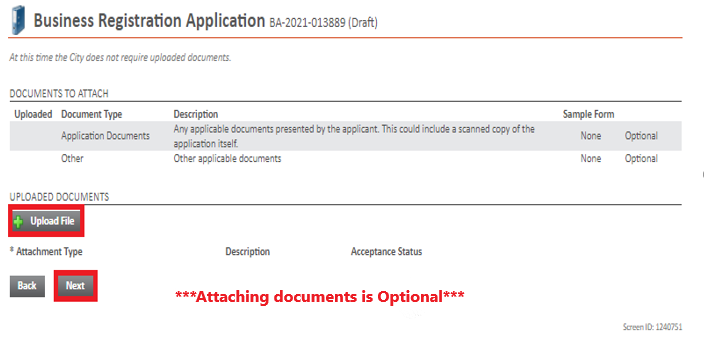 Business Registration Application BA-2021-013889 (Draft)
At this time the City does not require uploaded documents.
DOCUMENTS TO ATTACH
Uploaded Document Type Description Sample Form
Application Documents Any applicable documents presented by the applicant. This could include a scanned copy of the application itself. None Optional
Other Other applicable documents None Optional
UPLOADED DOCUMENTS
Upload File
* Attachment Type Description Acceptance Status
Back Next
***Attaching documents is Optional***
Screen ID: 1240751